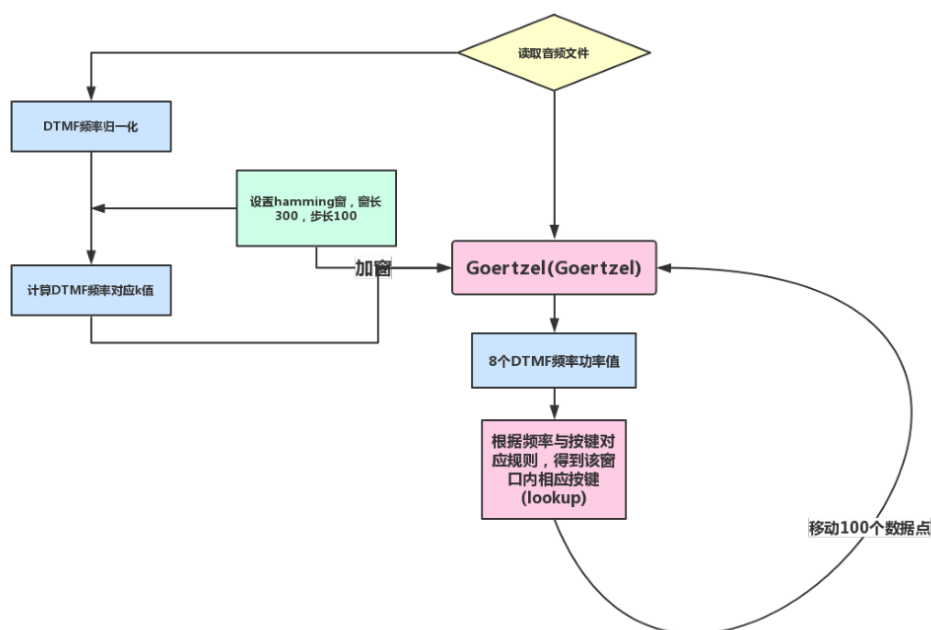 读取音频文件
DTMF频率归一化
设置hamming窗，窗长
300，步长100
加窗
Goertzel(Goertzel)
计算DTMF频率对应k值
8个DTMF频率功率值
根据频率与按键对
应规则，得到该窗
口内相应按键
(lookup)
移动100个数据点